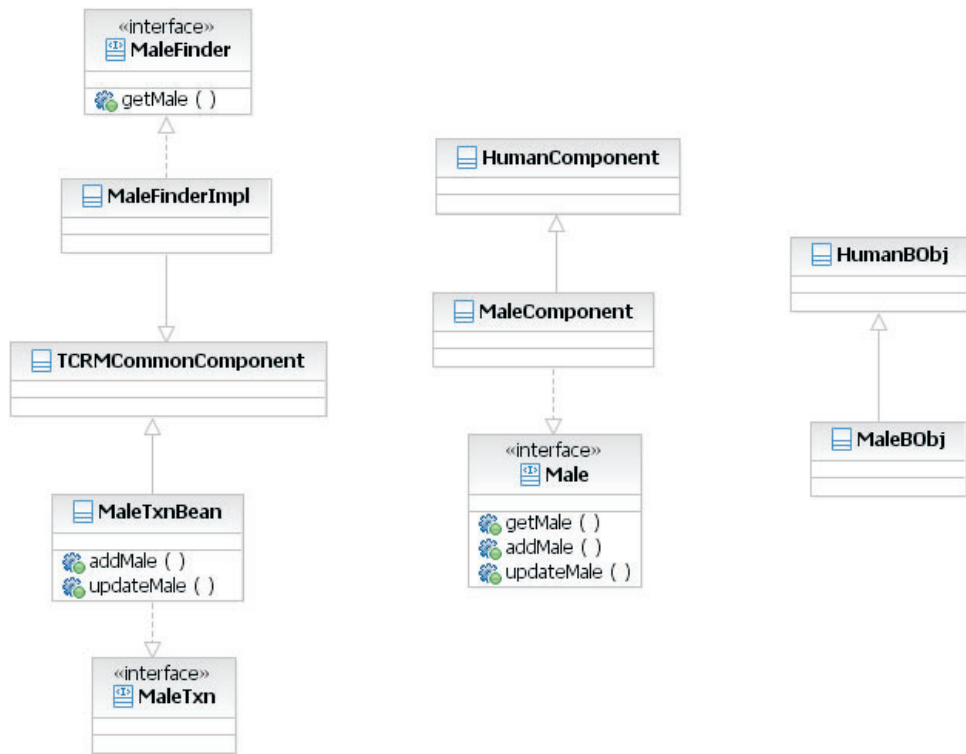 «interface»
MaleFinder
getMale ( )
MaleFinderImpl
TCRMCommonComponent
MaleTxnBean
addMale ( )
updateMale ( )
«interface»
MaleTxn
HumanComponent
MaleComponent
«interface»
Male
getMale ( )
addMale ( )
updateMale ( )
HumanBObj
MaleBObj